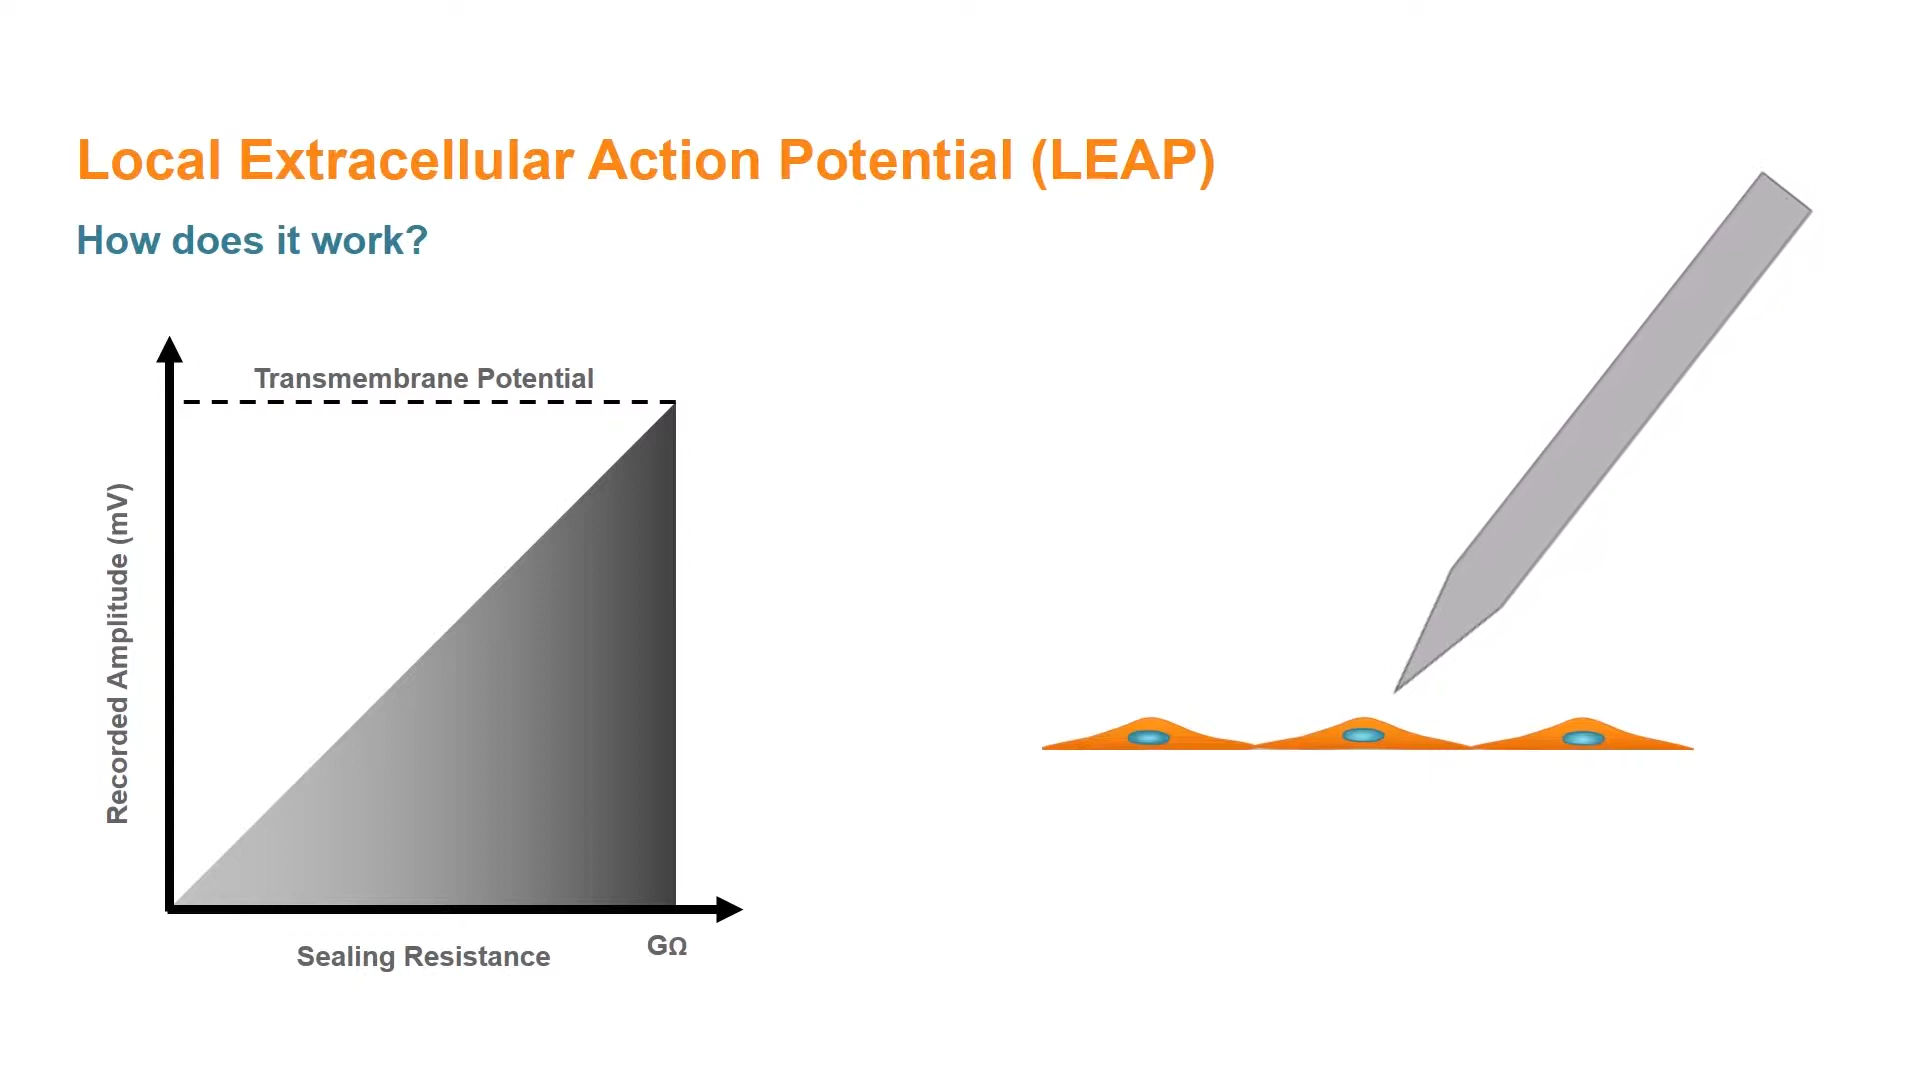 Local Extracellular Action Potential (LEAP)
How does it work?
Transmembrane Potential
Recorded Amplitude (mV)
Sealing Resistance
GΩ